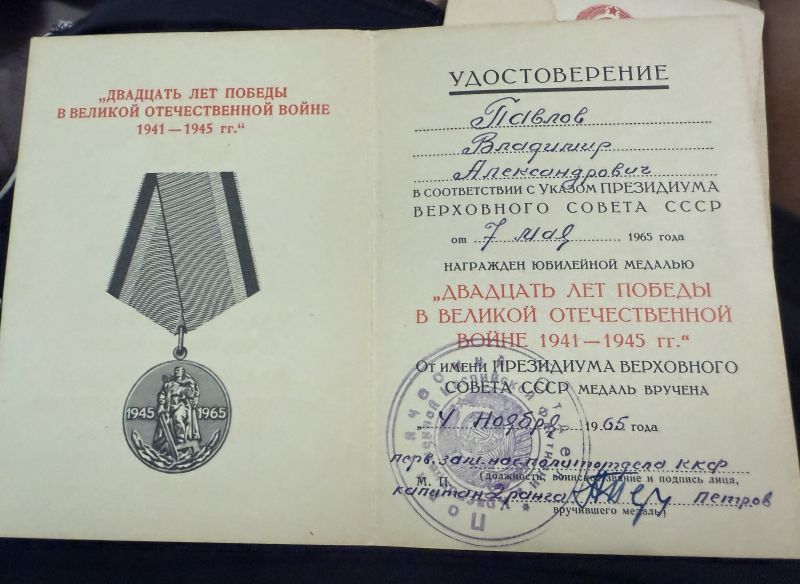 „ДВАДЦАТЬ ЛЕТ ПОБЕДЫ
В ВЕЛИКОЙ ОТЕЧЕСТВЕННОЙ ВОЙНЕ
1941—1945 гг.“
1945 1965
УДОСТОВЕРЕНИЕ
Павлов
Владимир
Александрович
В СООТВЕТСТВИИ С УКАЗОМ ПРЕЗИДИУМА
ВЕРХОВНОГО СОВЕТА СССР
от 7 мая 1965 года
НАГРАЖДЕН ЮБИЛЕЙНОЙ МЕДАЛЬЮ
„ДВАДЦАТЬ ЛЕТ ПОБЕДЫ
В ВЕЛИКОЙ ОТЕЧЕСТВЕННОЙ
ВОЙНЕ 1941—1945 гг.“
ОТ ИМЕНИ ПРЕЗИДИУМА ВЕРХОВНОГО
СОВЕТА СССР МЕДАЛЬ ВРУЧЕНА
„4 Ноября 1965 года
перв. зам. нач. политотдела ККФ
М. П. (должность, воинское звание и подпись лица,
капитан 2 ранга Петров
вручившего медаль)